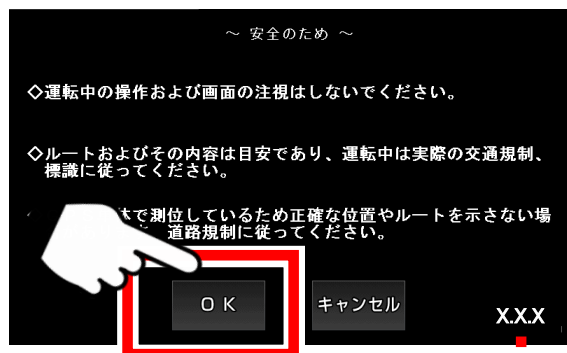 ～ 安全のため ～
◇運転中の操作および画面の注視はしないでください。
◇ルートおよびその内容は目安であり、運転中は実際の交通規制、
標識に従ってください。
で測位しているため正確な位置やルートを示さない場
道路規制に従ってください。
ＯＫ
キャンセル
X.X.X